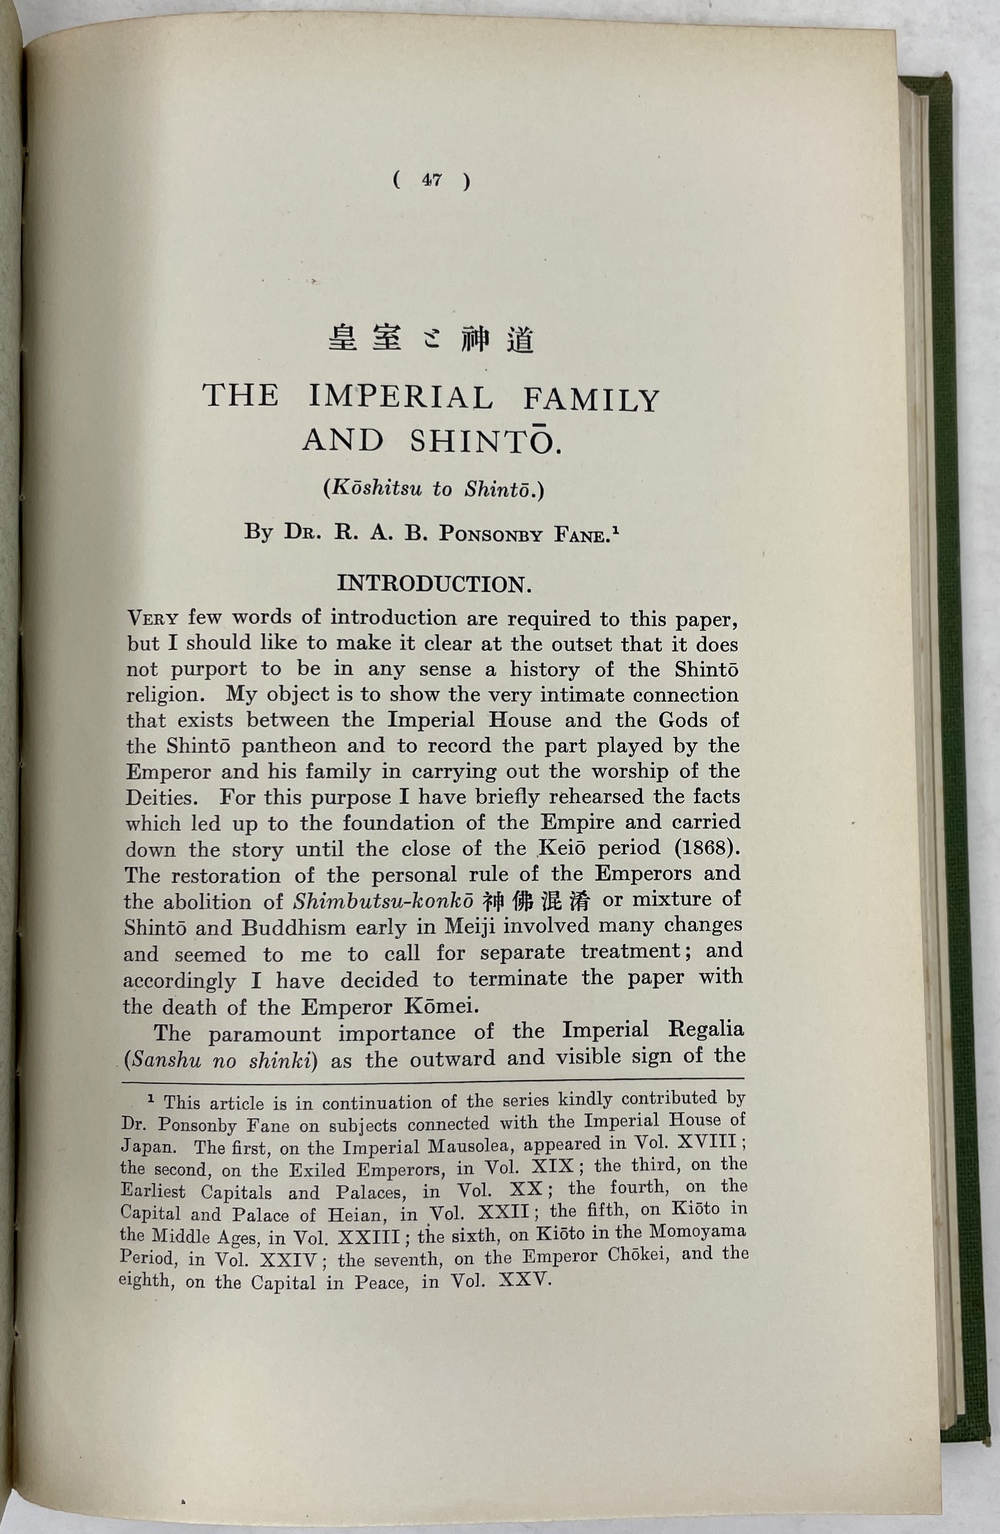 ( 47 )
皇室と神道
THE IMPERIAL FAMILY
AND SHINTŌ.
(Kōshitsu to Shintō.)
By DR. R. A. B. PONSONBY FANE.¹
INTRODUCTION.
VERY few words of introduction are required to this paper,
but I should like to make it clear at the outset that it does
not purport to be in any sense a history of the Shintō
religion. My object is to show the very intimate connection
that exists between the Imperial House and the Gods of
the Shintō pantheon and to record the part played by the
Emperor and his family in carrying out the worship of the
Deities. For this purpose I have briefly rehearsed the facts
which led up to the foundation of the Empire and carried
down the story until the close of the Keiō period (1868).
The restoration of the personal rule of the Emperors and
the abolition of Shimbutsu-konkō 神佛混淆 or mixture of
Shintō and Buddhism early in Meiji involved many changes
and seemed to me to call for separate treatment; and
accordingly I have decided to terminate the paper with
the death of the Emperor Kōmei.
The paramount importance of the Imperial Regalia
(Sanshu no shinki) as the outward and visible sign of the
¹ This article is in continuation of the series kindly contributed by
Dr. Ponsonby Fane on subjects connected with the Imperial House of
Japan. The first, on the Imperial Mausolea, appeared in Vol. XVIII;
the second, on the Exiled Emperors, in Vol. XIX; the third, on the
Earliest Capitals and Palaces, in Vol. XX; the fourth, on the
Capital and Palace of Heian, in Vol. XXII; the fifth, on Kiōto in
the Middle Ages, in Vol. XXIII; the sixth, on Kiōto in the Momoyama
Period, in Vol. XXIV; the seventh, on the Emperor Chōkei, and the
eighth, on the Capital in Peace, in Vol. XXV.